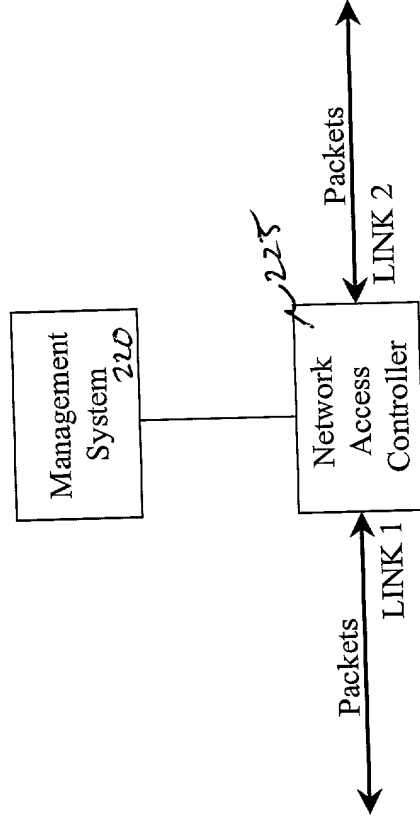 Management
System
220
225
Network
Access
Controller
Packets
LINK 1
Packets
LINK 2